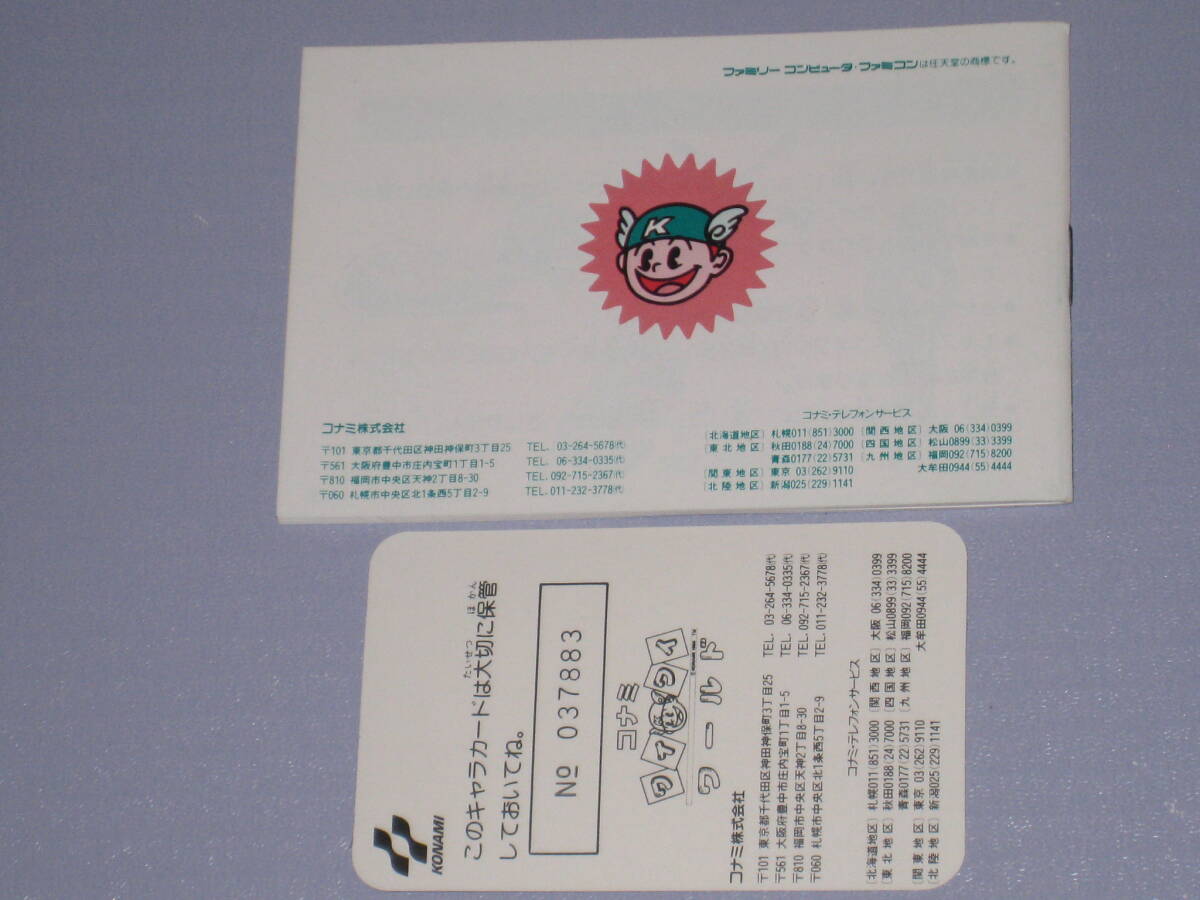 ファミリー コンピュータ・ファミコンは任天堂の商標です。
K
コナミ株式会社
〒101 東京都千代田区神田神保町3丁目25 TEL. 03-264-5678(代)
〒561 大阪府豊中市庄内宝町1丁目1-5 TEL. 06-334-0335(代)
〒810 福岡市中央区天神2丁目8-30 TEL. 092-715-2367(代)
〒060 札幌市中央区北1条西5丁目2-9 TEL. 011-232-3778(代)
コナミ・テレフォンサービス
〔北海道地区〕 札幌011(851)3000 〔関西地区〕 大阪 06(334)0399
〔東北地区〕 秋田0188(24)7000 〔四国地区〕 松山0899(33)3399
青森0177(22)5731 〔九州地区〕 福岡092(715)8200
大牟田0944(55)4444
〔関東地区〕 東京 03(262)9110
〔北陸地区〕 新潟025(229)1141
KONAMI
このキャラカードは大切に保管
たいせつ ほかん
しておいてね。
Nº 037883
コナミ
ワイワイ
ワールド
コナミ株式会社
〒101 東京都千代田区神田神保町3丁目25 TEL. 03-264-5678(代)
〒561 大阪府豊中市庄内宝町1丁目1-5 TEL. 06-334-0335(代)
〒810 福岡市中央区天神2丁目8-30 TEL. 092-715-2367(代)
〒060 札幌市中央区北1条西5丁目2-9 TEL. 011-232-3778(代)
コナミ・テレフォンサービス
〔北海道地区〕 札幌011(851)3000 〔関西地区〕 大阪 06(334)0399
〔東北地区〕 秋田0188(24)7000 〔四国地区〕 松山0899(33)3399
青森0177(22)5731 〔九州地区〕 福岡092(715)8200
〔関東地区〕 東京 03(262)9110 大牟田0944(55)4444
〔北陸地区〕 新潟025(229)1141